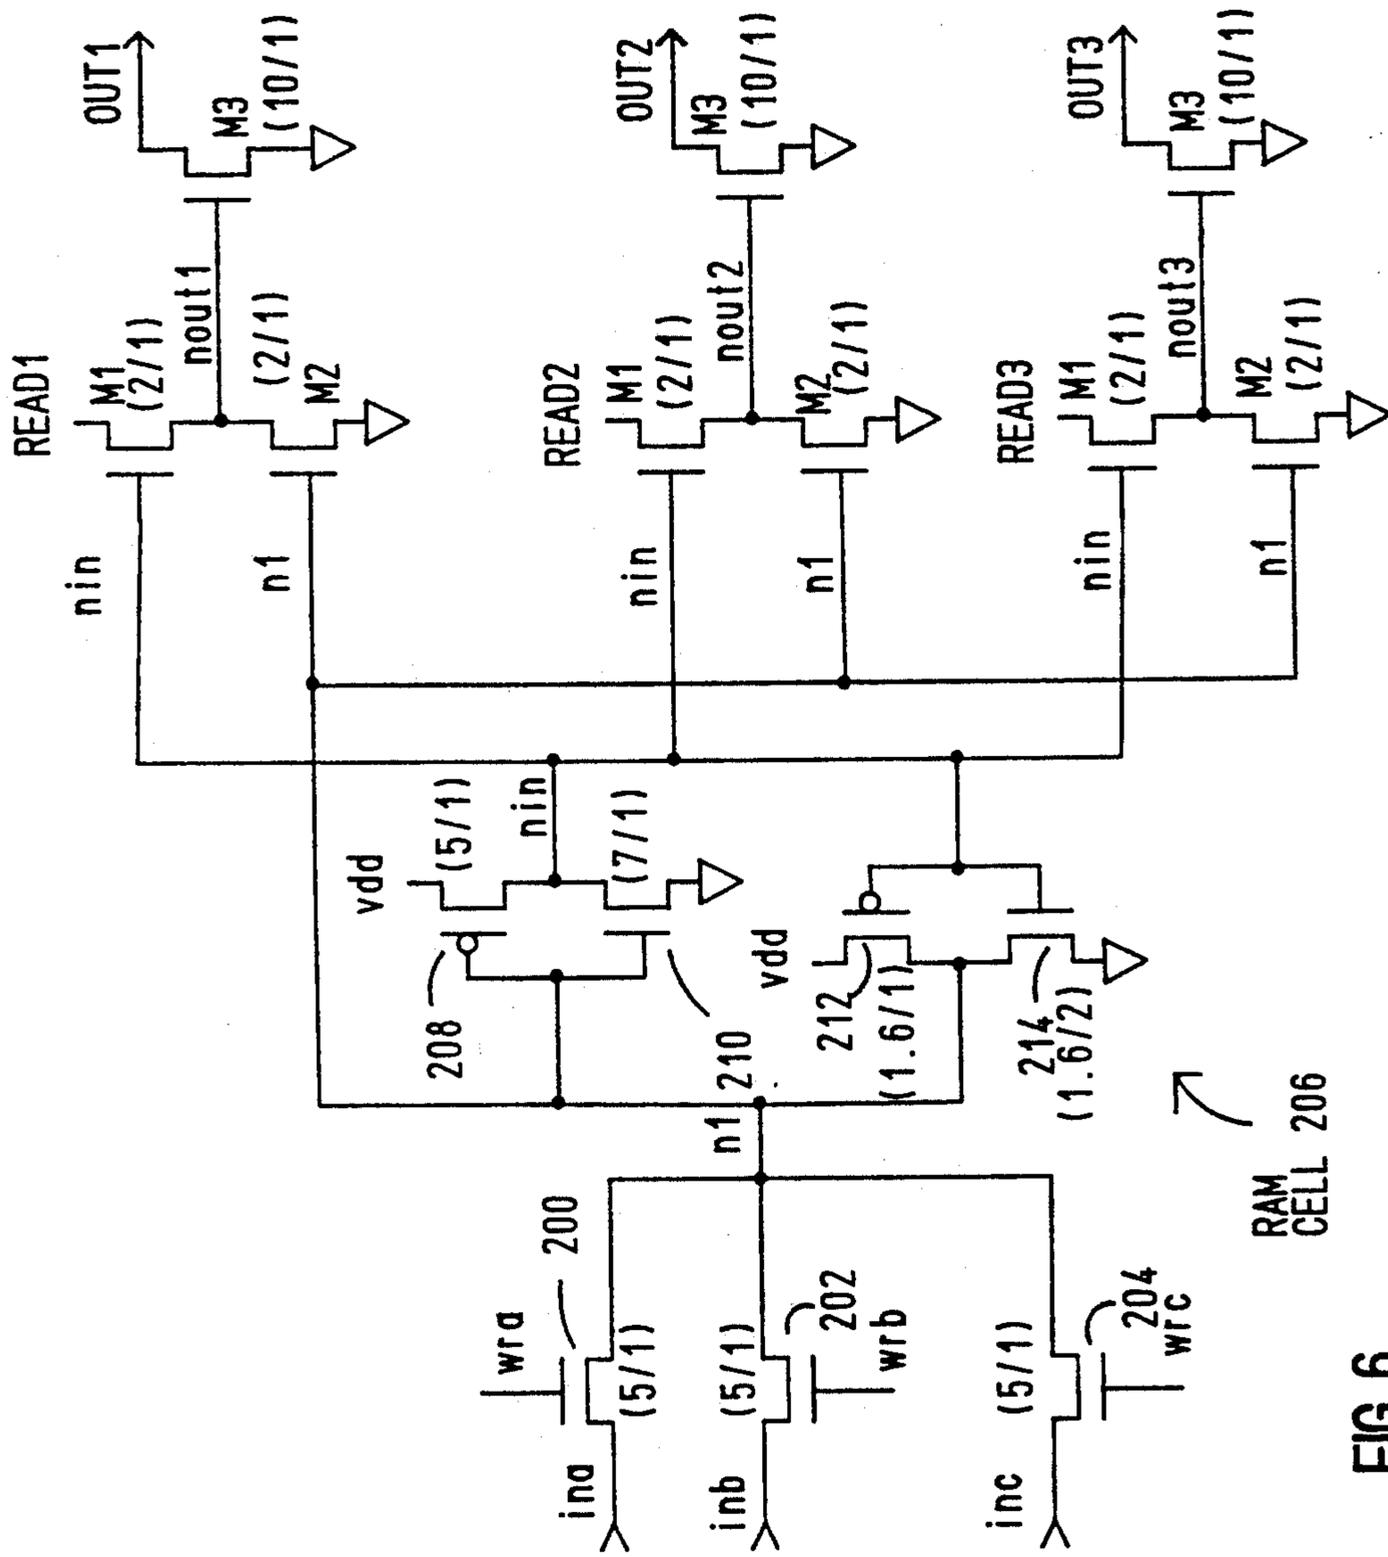 READ1
M1
(2/1)
nin
nout1
OUT1
M3
(10/1)
n1
(2/1)
M2
READ2
M1
(2/1)
nin
nout2
OUT2
M3
(10/1)
n1
M2
(2/1)
READ3
M1
(2/1)
nin
nout3
OUT3
M3
(10/1)
n1
M2
(2/1)
vdd
(5/1)
208
nin
(7/1)
210
vdd
212
(1.6/1)
214
(1.6/2)
n1
wra
200
ina
(5/1)
inb
(5/1)
202
wrb
inc
(5/1)
204
wrc
RAM
CELL 206
FIG 6